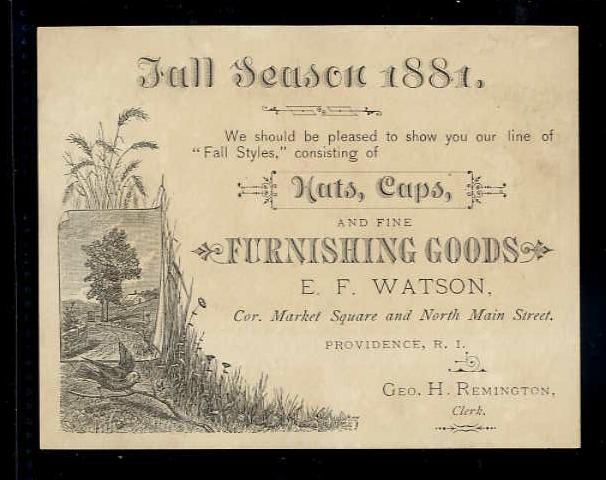 Fall Season 1881.
We should be pleased to show you our line of
"Fall Styles," consisting of
Hats, Caps,
AND FINE
FURNISHING GOODS
E. F. WATSON,
Cor. Market Square and North Main Street.
PROVIDENCE, R. I.
GEO. H. REMINGTON,
Clerk.